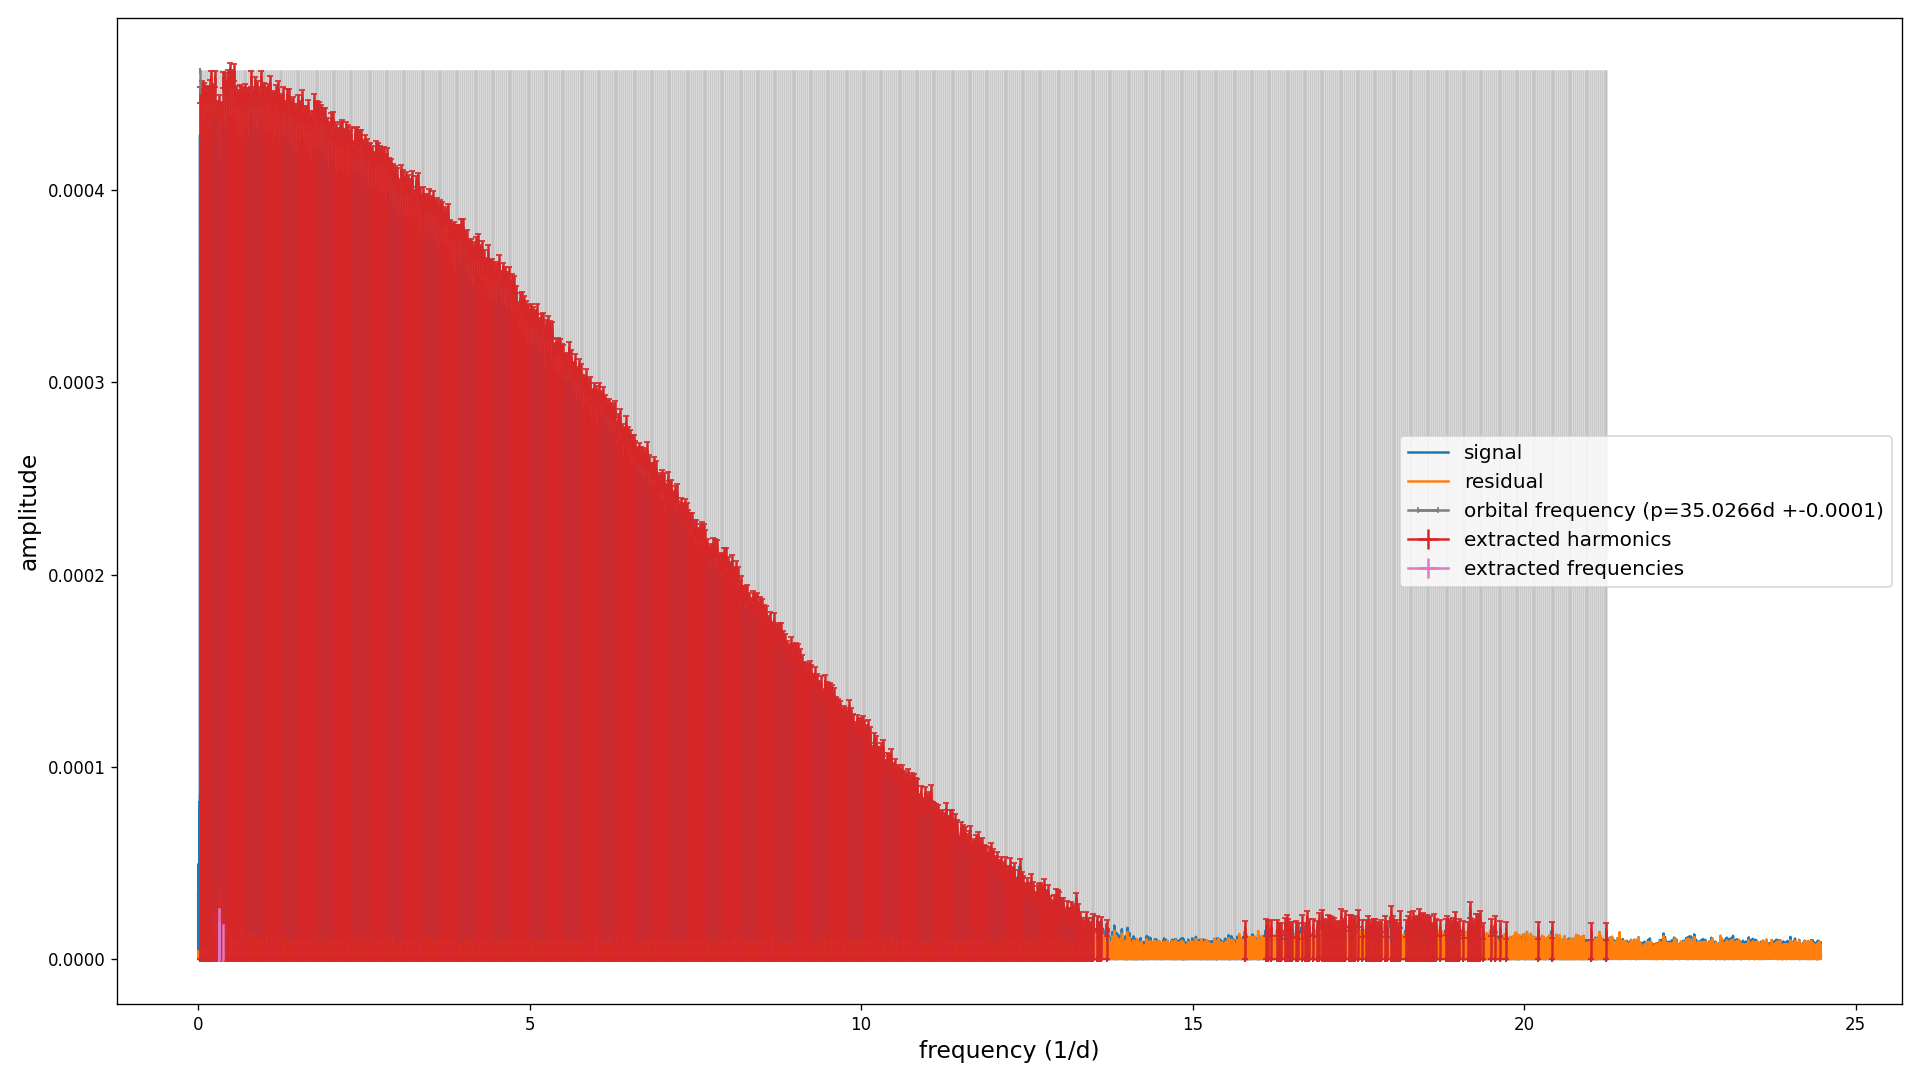 amplitude
0.0004
0.0003
0.0002
0.0001
0.0000
0
5
10
15
20
25
frequency (1/d)
signal
residual
orbital frequency (p=35.0266d +-0.0001)
extracted harmonics
extracted frequencies